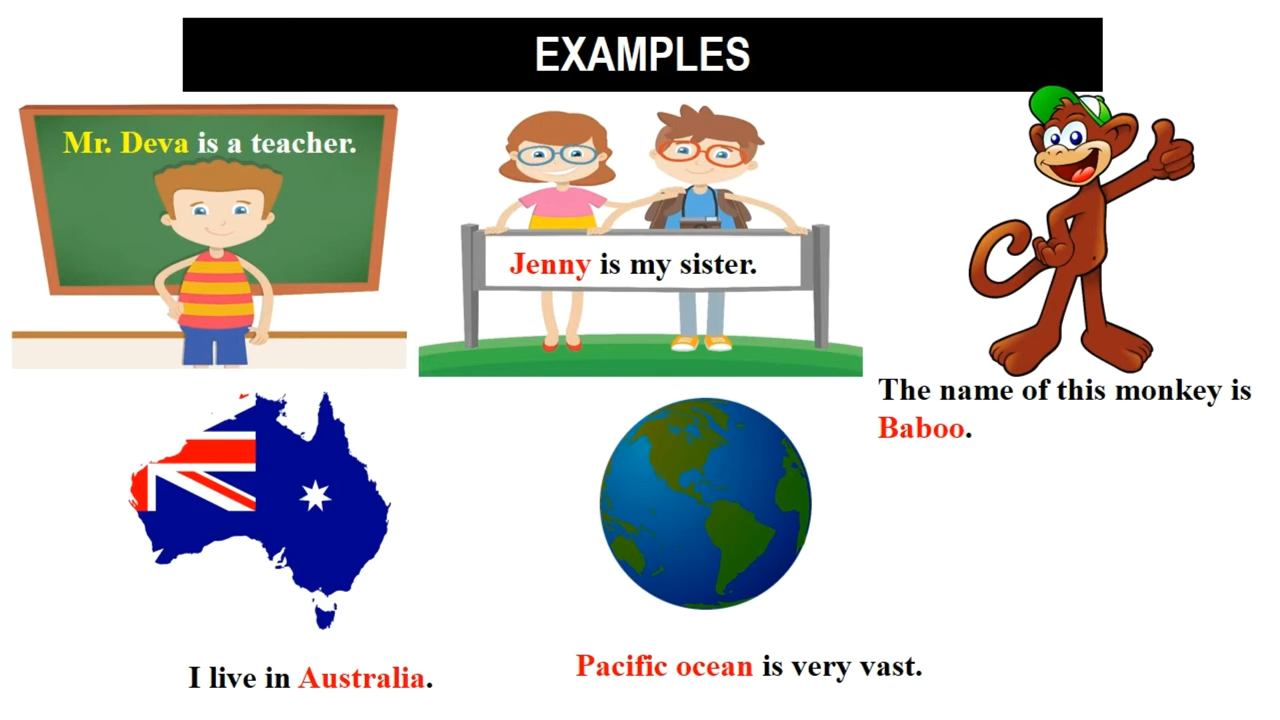 EXAMPLES
Mr. Deva is a teacher.
Jenny is my sister.
The name of this monkey is
Baboo.
I live in Australia.
Pacific ocean is very vast.